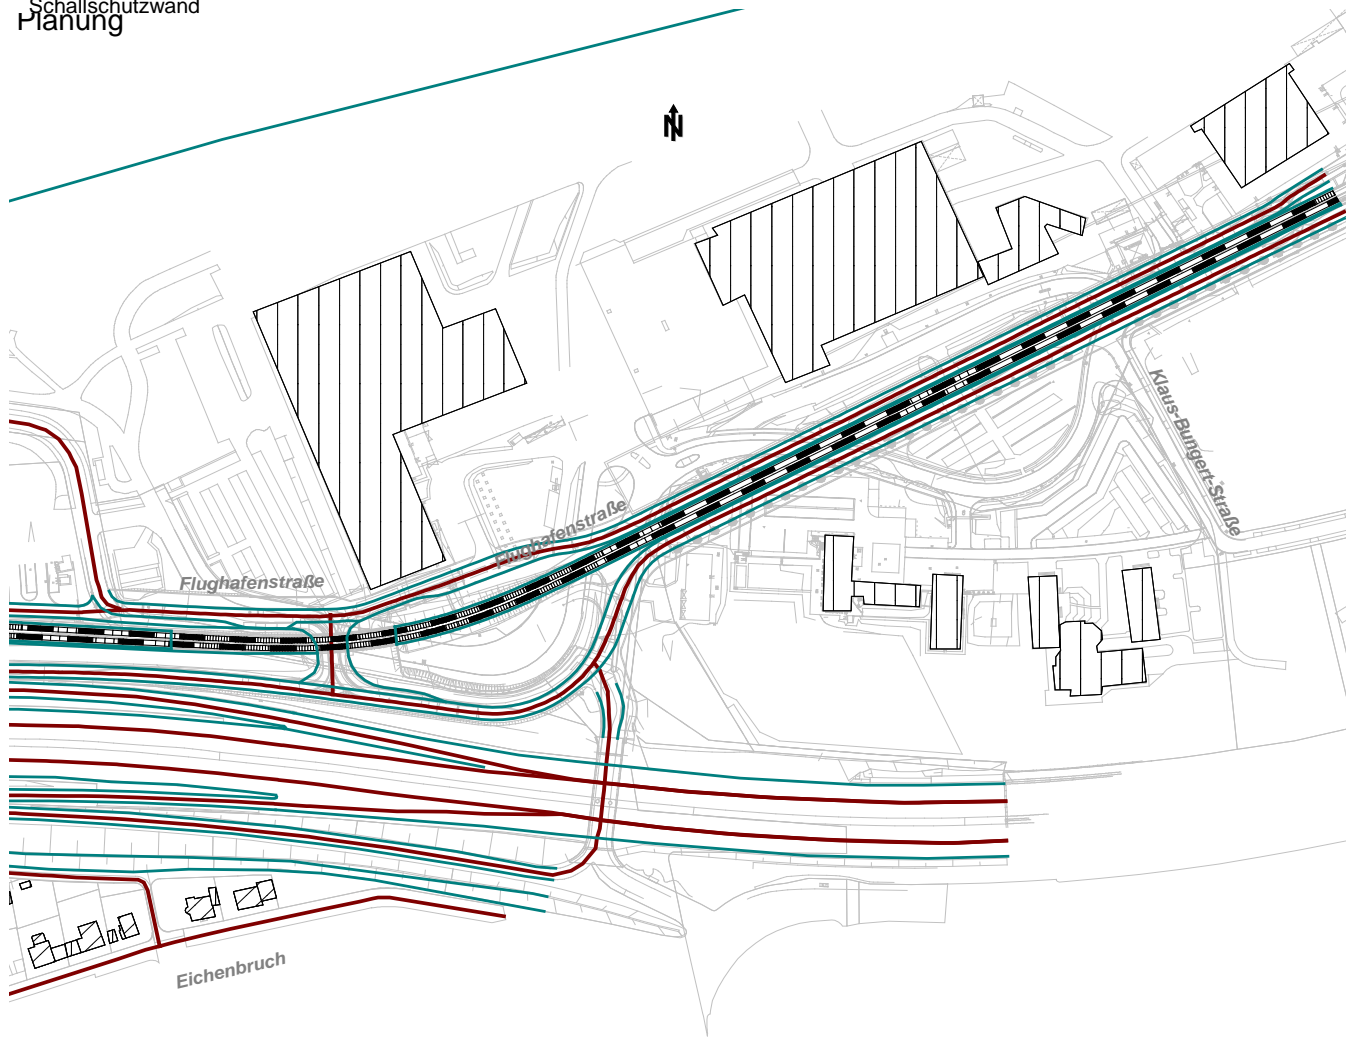 Schallschutzwand
Planung
N
Klaus-Bungert-Straße
Flughafenstraße
Flughafenstraße
Eichenbruch